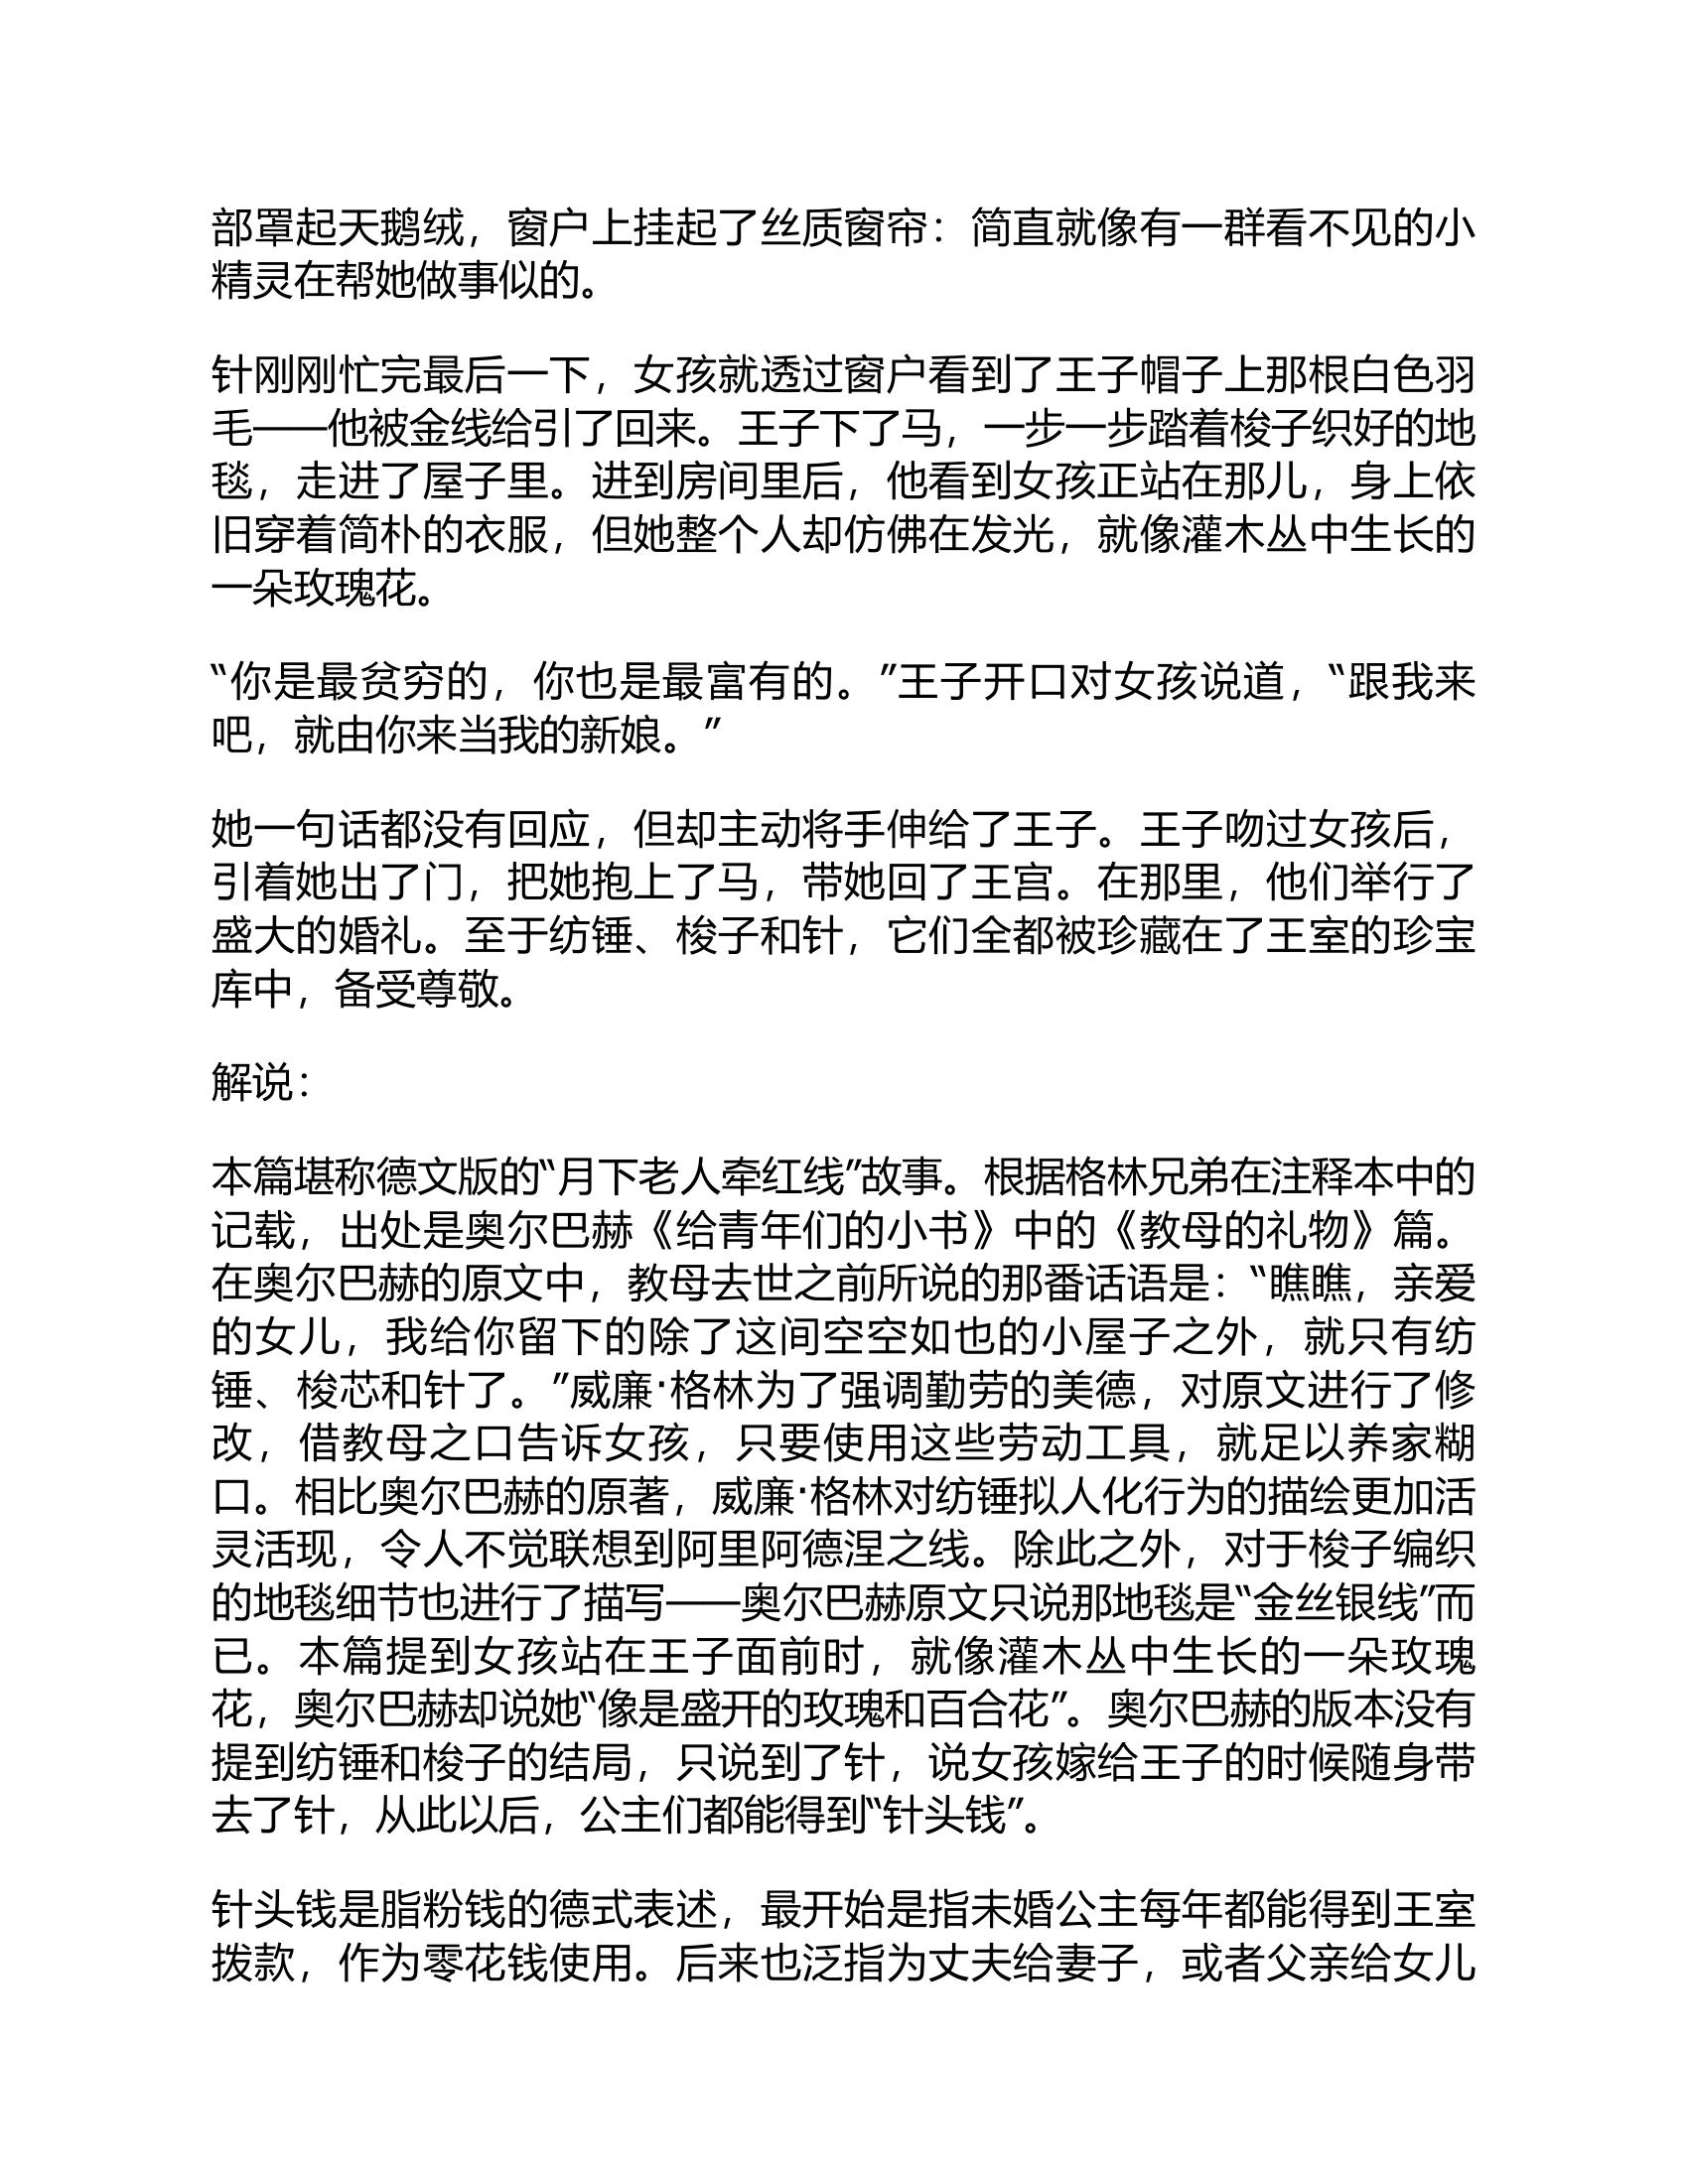 部罩起天鹅绒，窗户上挂起了丝质窗帘：简直就像有一群看不见的小
精灵在帮她做事似的。
针刚刚忙完最后一下，女孩就透过窗户看到了王子帽子上那根白色羽
毛——他被金线给引了回来。王子下了马，一步一步踏着梭子织好的地
毯，走进了屋子里。进到房间里后，他看到女孩正站在那儿，身上依
旧穿着简朴的衣服，但她整个人却仿佛在发光，就像灌木丛中生长的
一朵玫瑰花。
“你是最贫穷的，你也是最富有的。”王子开口对女孩说道，“跟我来
吧，就由你来当我的新娘。”
她一句话都没有回应，但却主动将手伸给了王子。王子吻过女孩后，
引着她出了门，把她抱上了马，带她回了王宫。在那里，他们举行了
盛大的婚礼。至于纺锤、梭子和针，它们全都被珍藏在了王室的珍宝
库中，备受尊敬。
解说：
本篇堪称德文版的“月下老人牵红线”故事。根据格林兄弟在注释本中的
记载，出处是奥尔巴赫《给青年们的小书》中的《教母的礼物》篇。
在奥尔巴赫的原文中，教母去世之前所说的那番话语是：“瞧瞧，亲爱
的女儿，我给你留下的除了这间空空如也的小屋子之外，就只有纺
锤、梭芯和针了。”威廉·格林为了强调勤劳的美德，对原文进行了修
改，借教母之口告诉女孩，只要使用这些劳动工具，就足以养家糊
口。相比奥尔巴赫的原著，威廉·格林对纺锤拟人化行为的描绘更加活
灵活现，令人不觉联想到阿里阿德涅之线。除此之外，对于梭子编织
的地毯细节也进行了描写——奥尔巴赫原文只说那地毯是“金丝银线”而
已。本篇提到女孩站在王子面前时，就像灌木丛中生长的一朵玫瑰
花，奥尔巴赫却说她“像是盛开的玫瑰和百合花”。奥尔巴赫的版本没有
提到纺锤和梭子的结局，只说到了针，说女孩嫁给王子的时候随身带
去了针，从此以后，公主们都能得到“针头钱”。
针头钱是脂粉钱的德式表述，最开始是指未婚公主每年都能得到王室
拨款，作为零花钱使用。后来也泛指为丈夫给妻子，或者父亲给女儿